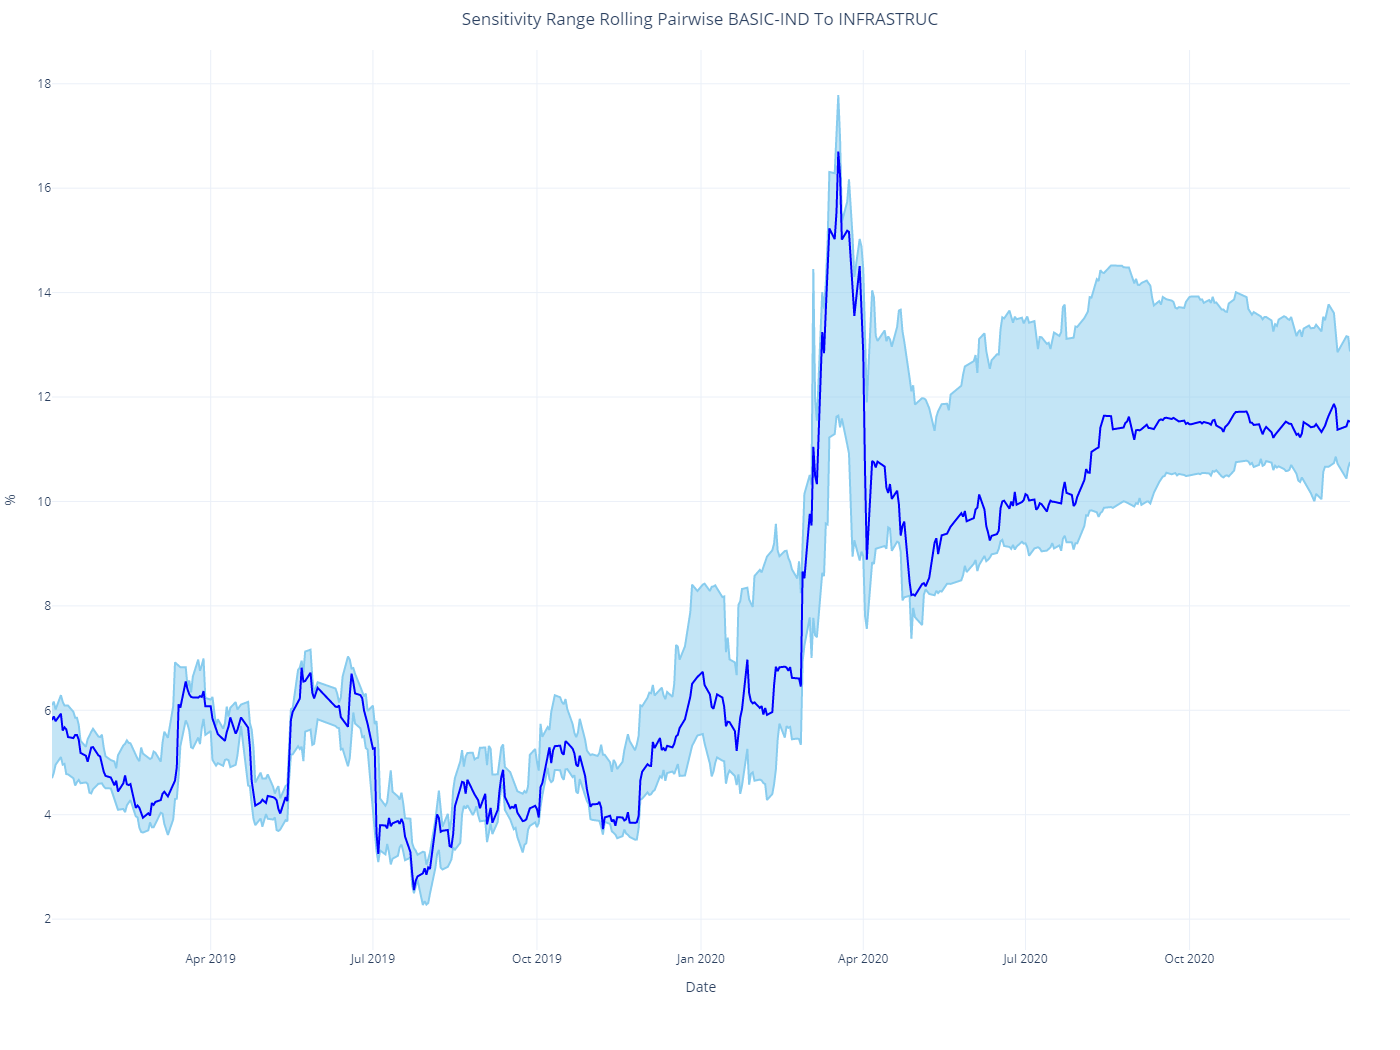 Sensitivity Range Rolling Pairwise BASIC-IND To INFRASTRUC
18
16
14
12
10
8
6
4
2
%
Apr 2019
Jul 2019
Oct 2019
Jan 2020
Apr 2020
Jul 2020
Oct 2020
Date